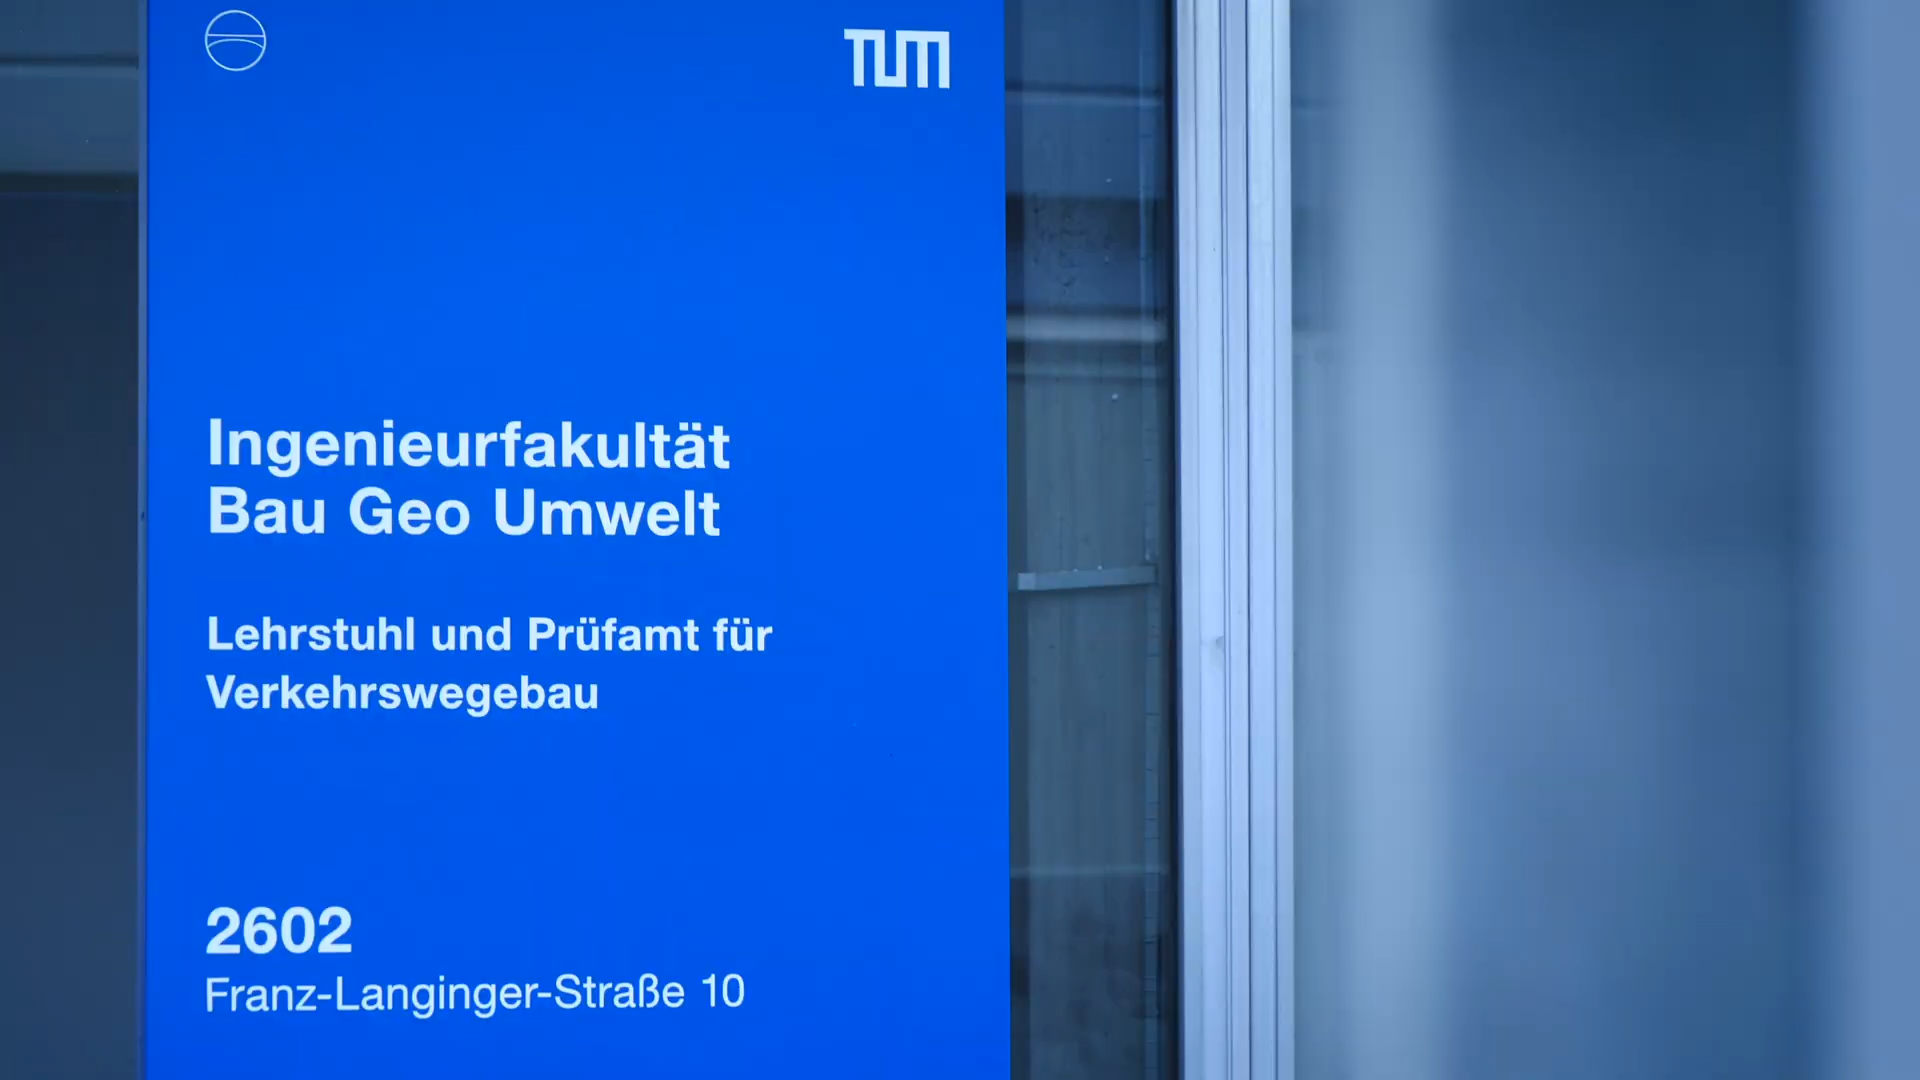 TUM
Ingenieurfakultät
Bau Geo Umwelt
Lehrstuhl und Prüfamt für
Verkehrswegebau
2602
Franz-Langinger-Straße 10